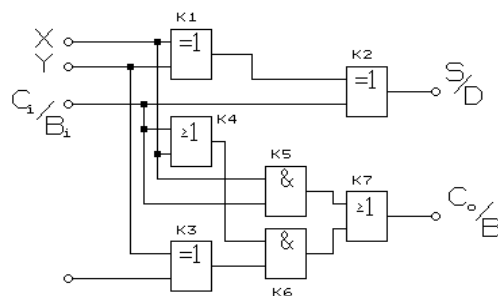 K1
X
=1
K2
Y
=1
S/D
Ci/Bi
K4
≥1
K5
&
K7
≥1
Co/B
K3
&
=1
K6